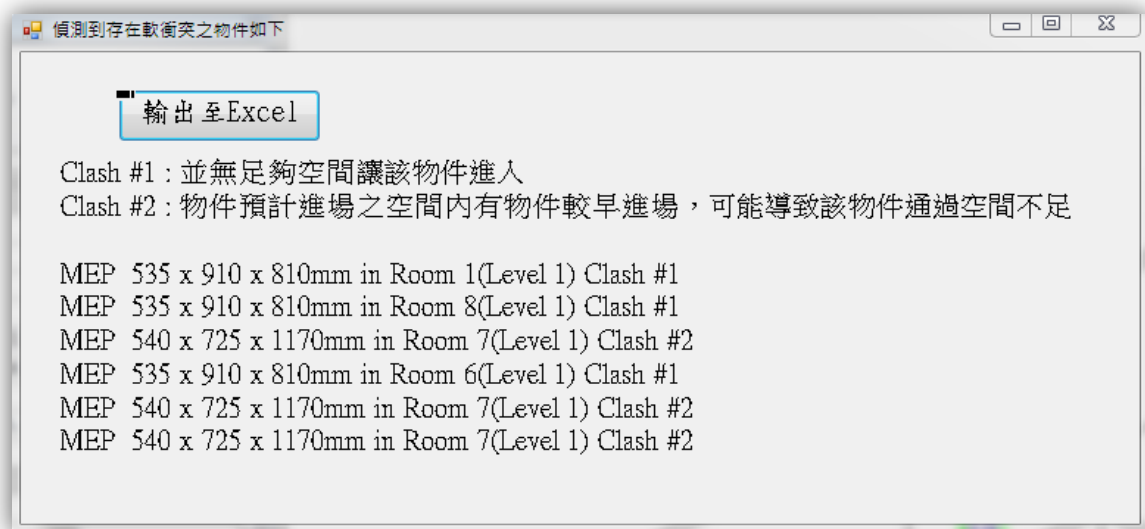 偵測到存在軟衝突之物件如下
輸出至Excel
Clash #1 : 並無足夠空間讓該物件進入
Clash #2 : 物件預計進場之空間內有物件較早進場，可能導致該物件通過空間不足
MEP 535 x 910 x 810mm in Room 1(Level 1) Clash #1
MEP 535 x 910 x 810mm in Room 8(Level 1) Clash #1
MEP 540 x 725 x 1170mm in Room 7(Level 1) Clash #2
MEP 535 x 910 x 810mm in Room 6(Level 1) Clash #1
MEP 540 x 725 x 1170mm in Room 7(Level 1) Clash #2
MEP 540 x 725 x 1170mm in Room 7(Level 1) Clash #2